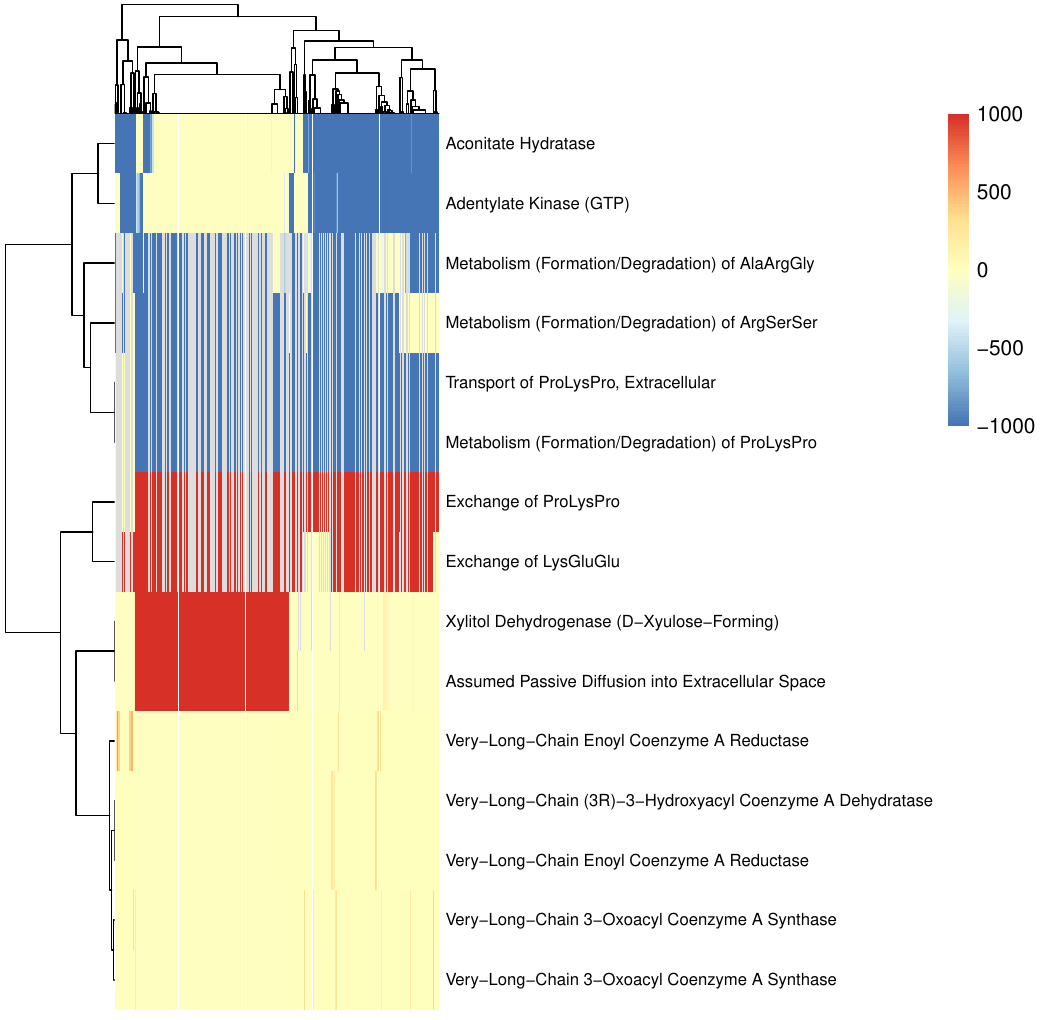 Aconitate Hydratase
Adentylate Kinase (GTP)
Metabolism (Formation/Degradation) of AlaArgGly
Metabolism (Formation/Degradation) of ArgSerSer
Transport of ProLysPro, Extracellular
Metabolism (Formation/Degradation) of ProLysPro
Exchange of ProLysPro
Exchange of LysGluGlu
Xylitol Dehydrogenase (D−Xyulose−Forming)
Assumed Passive Diffusion into Extracellular Space
Very−Long−Chain Enoyl Coenzyme A Reductase
Very−Long−Chain (3R)−3−Hydroxyacyl Coenzyme A Dehydratase
Very−Long−Chain Enoyl Coenzyme A Reductase
Very−Long−Chain 3−Oxoacyl Coenzyme A Synthase
Very−Long−Chain 3−Oxoacyl Coenzyme A Synthase
1000
500
0
−500
−1000